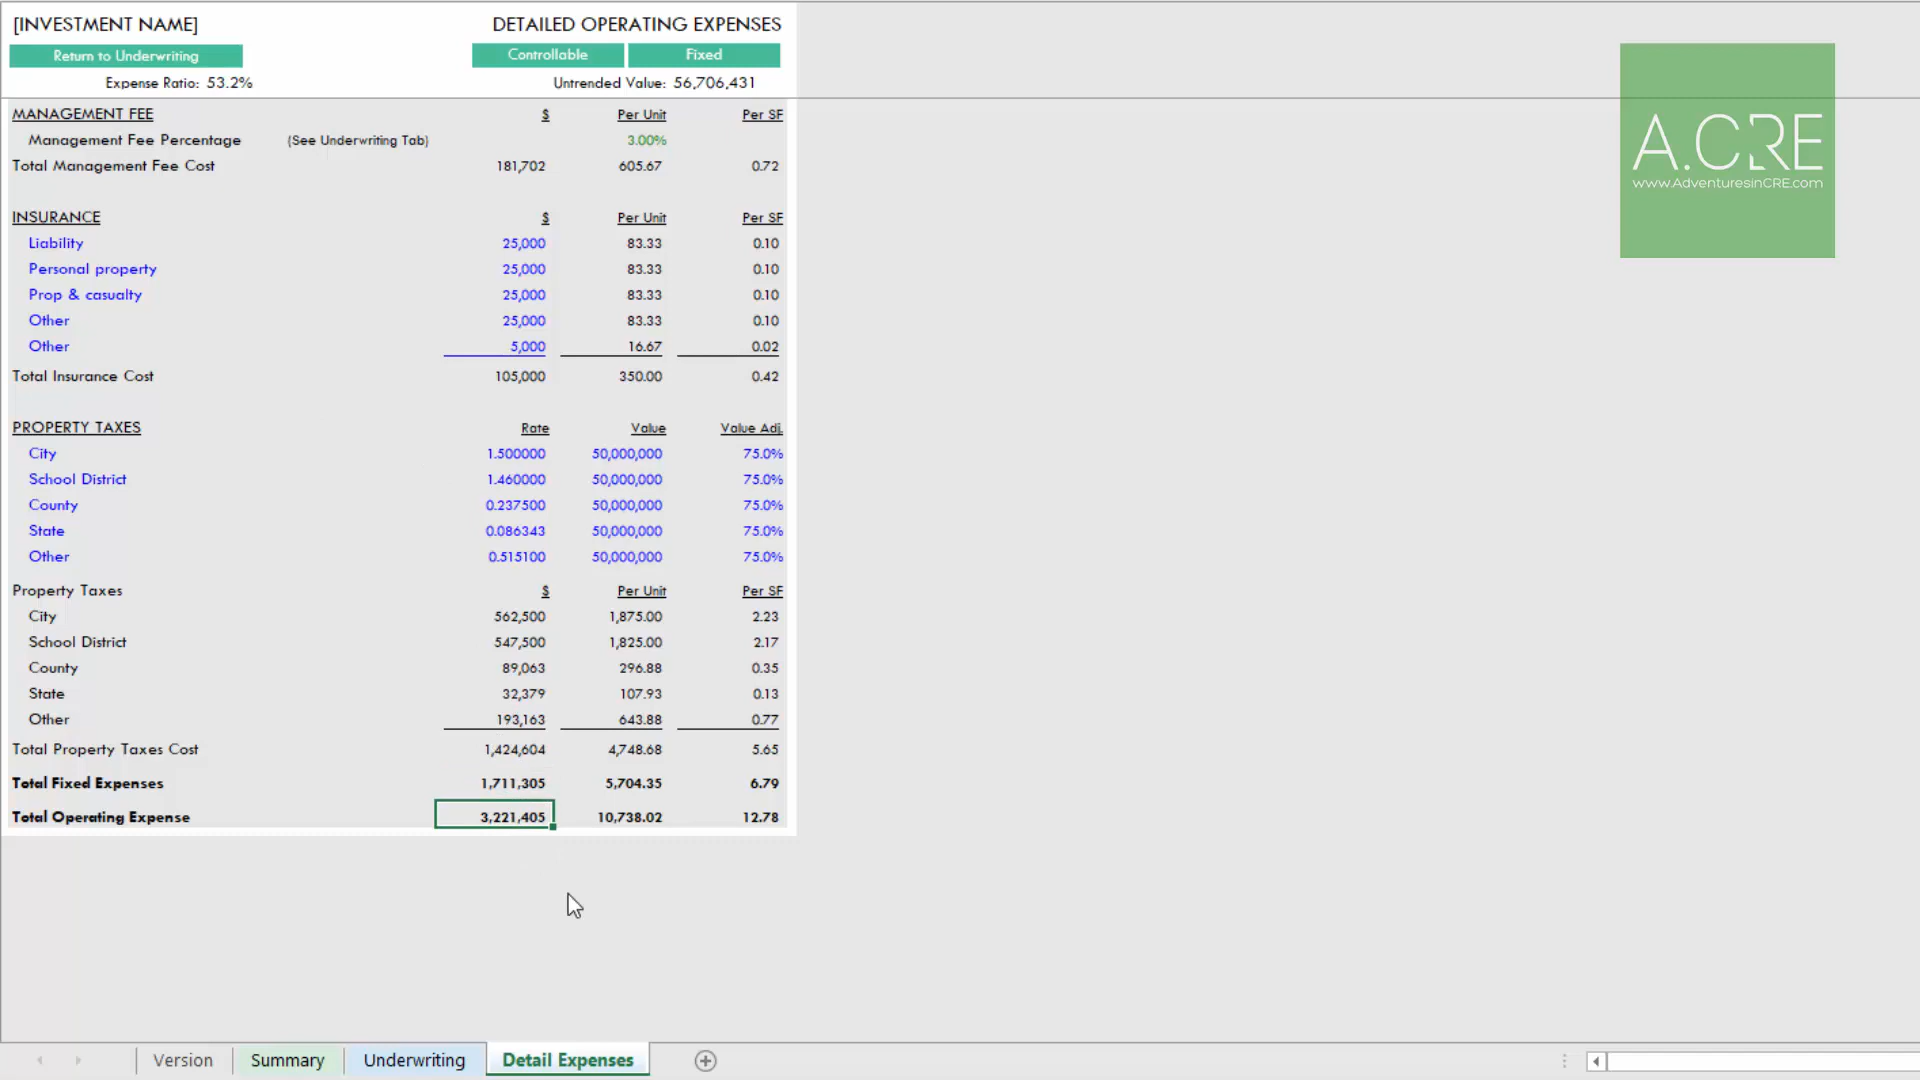 [INVESTMENT NAME] DETAILED OPERATING EXPENSES
Return to Underwriting Controllable Fixed
Expense Ratio: 53.2% Untrended Value: 56,706,431
MANAGEMENT FEE $ Per Unit Per SF
Management Fee Percentage (See Underwriting Tab) 3.00%
Total Management Fee Cost 181,702 605.67 0.72
INSURANCE $ Per Unit Per SF
Liability 25,000 83.33 0.10
Personal property 25,000 83.33 0.10
Prop & casualty 25,000 83.33 0.10
Other 25,000 83.33 0.10
Other 5,000 16.67 0.02
Total Insurance Cost 105,000 350.00 0.42
PROPERTY TAXES Rate Value Value Adj.
City 1.500000 50,000,000 75.0%
School District 1.460000 50,000,000 75.0%
County 0.237500 50,000,000 75.0%
State 0.086343 50,000,000 75.0%
Other 0.515100 50,000,000 75.0%
Property Taxes $ Per Unit Per SF
City 562,500 1,875.00 2.23
School District 547,500 1,825.00 2.17
County 89,063 296.88 0.35
State 32,379 107.93 0.13
Other 193,163 643.88 0.77
Total Property Taxes Cost 1,424,604 4,748.68 5.65
Total Fixed Expenses 1,711,305 5,704.35 6.79
Total Operating Expense 3,221,405 10,738.02 12.78
A.CRE
www.AdventuresinCRE.com
Version Summary Underwriting Detail Expenses